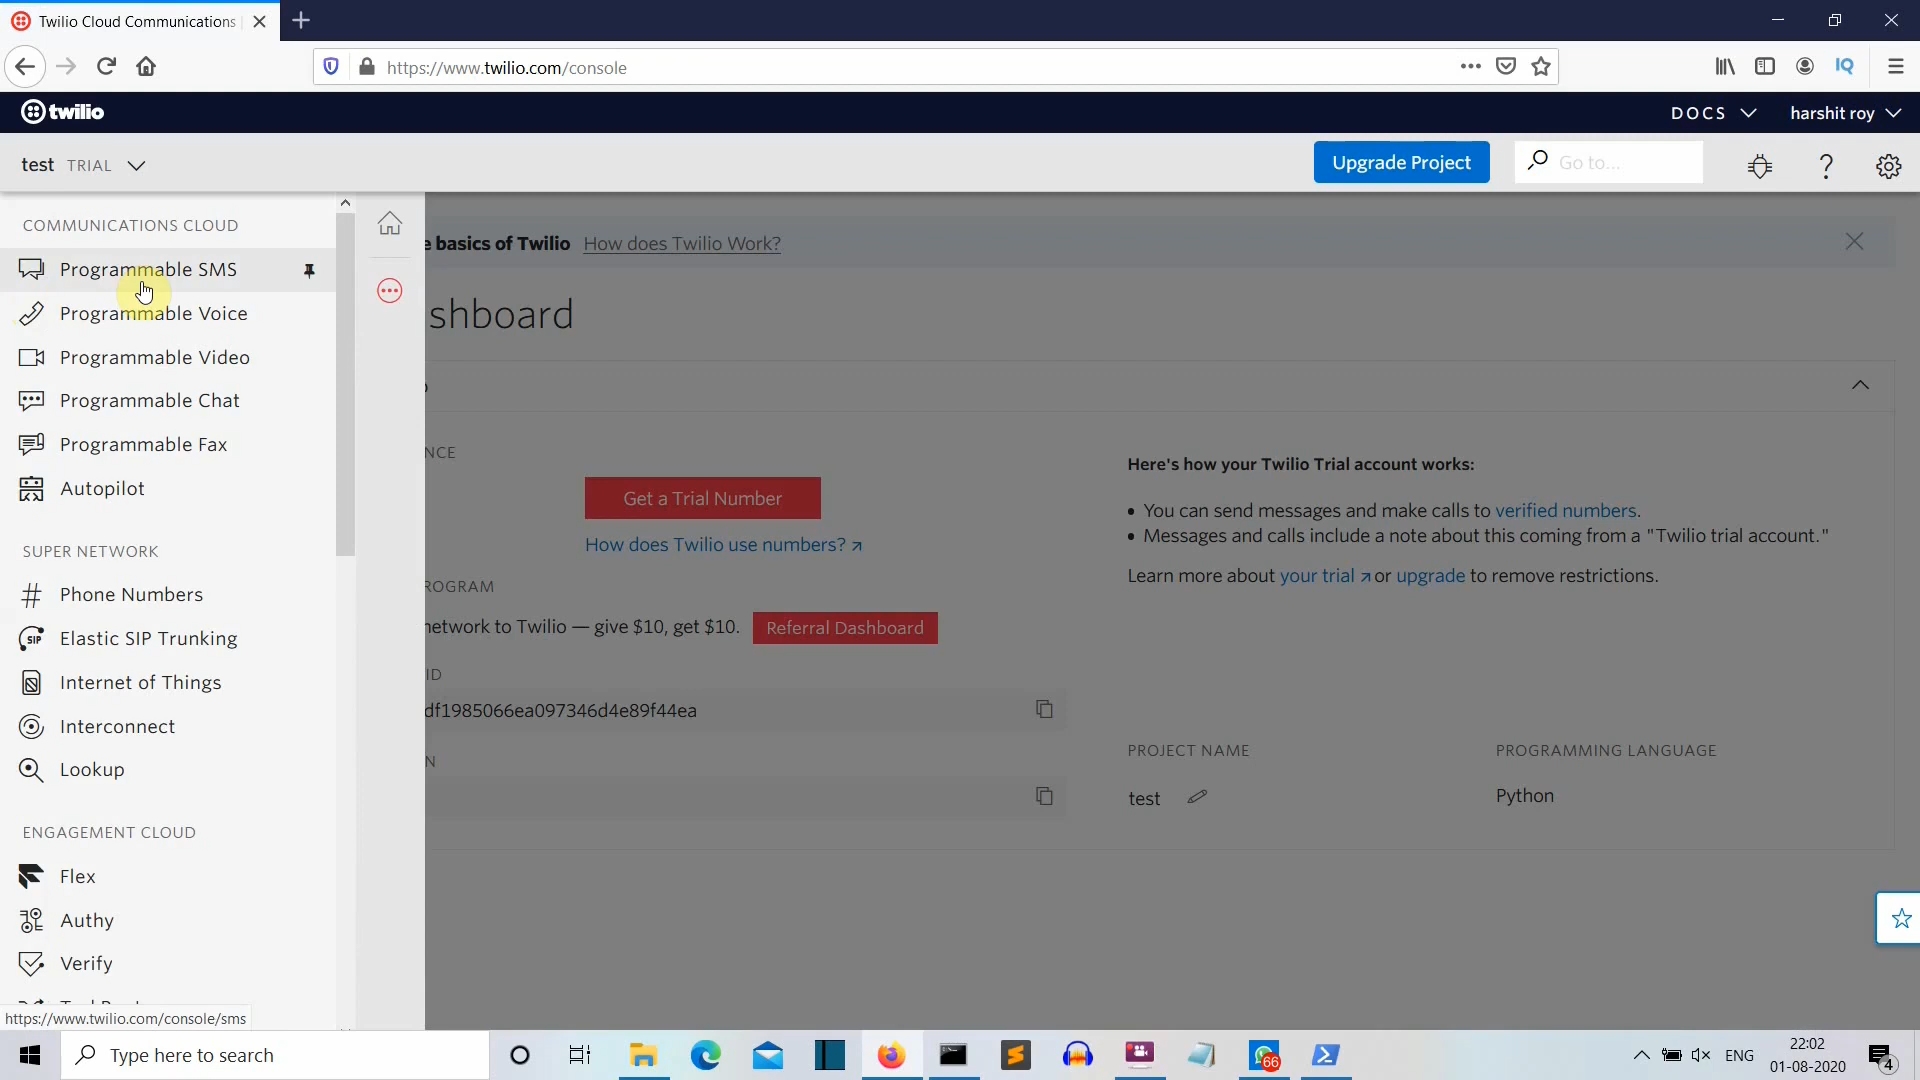 Twilio Cloud Communications
https://www.twilio.com/console
twilio
DOCS
harshit roy
test TRIAL
Upgrade Project
Go to...
COMMUNICATIONS CLOUD
Programmable SMS
Programmable Voice
Programmable Video
Programmable Chat
Programmable Fax
Autopilot
SUPER NETWORK
Phone Numbers
SIP
Elastic SIP Trunking
Internet of Things
Interconnect
Lookup
ENGAGEMENT CLOUD
Flex
Authy
Verify
https://www.twilio.com/console/sms
e basics of Twilio How does Twilio Work?
shboard
NCE
Get a Trial Number
How does Twilio use numbers?
ROGRAM
network to Twilio — give $10, get $10.
Referral Dashboard
ID
df1985066ea097346d4e89f44ea
N
Here's how your Twilio Trial account works:
• You can send messages and make calls to verified numbers.
• Messages and calls include a note about this coming from a "Twilio trial account."
Learn more about your trial or upgrade to remove restrictions.
PROJECT NAME
test
PROGRAMMING LANGUAGE
Python
IQ
Type here to search
66
ENG
22:02
01-08-2020
4